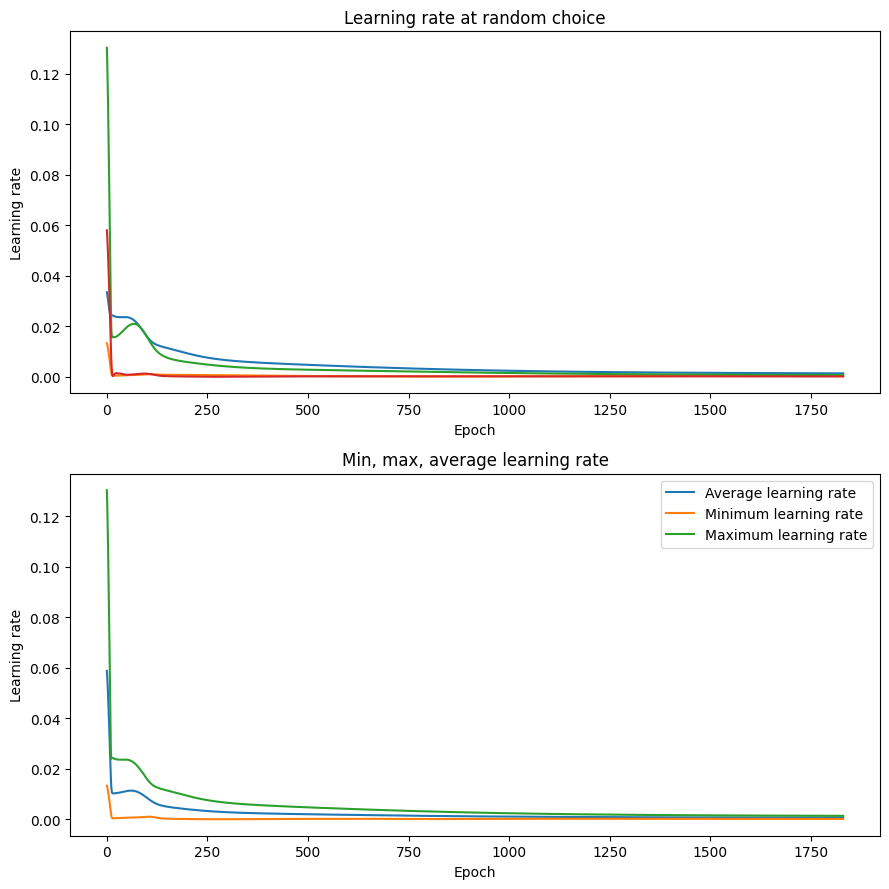 Learning rate at random choice
0.12
0.10
0.08
0.06
0.04
0.02
0.00
Learning rate
0 250 500 750 1000 1250 1500 1750
Epoch
Min, max, average learning rate
Average learning rate
Minimum learning rate
Maximum learning rate
0.12
0.10
0.08
0.06
0.04
0.02
0.00
Learning rate
0 250 500 750 1000 1250 1500 1750
Epoch